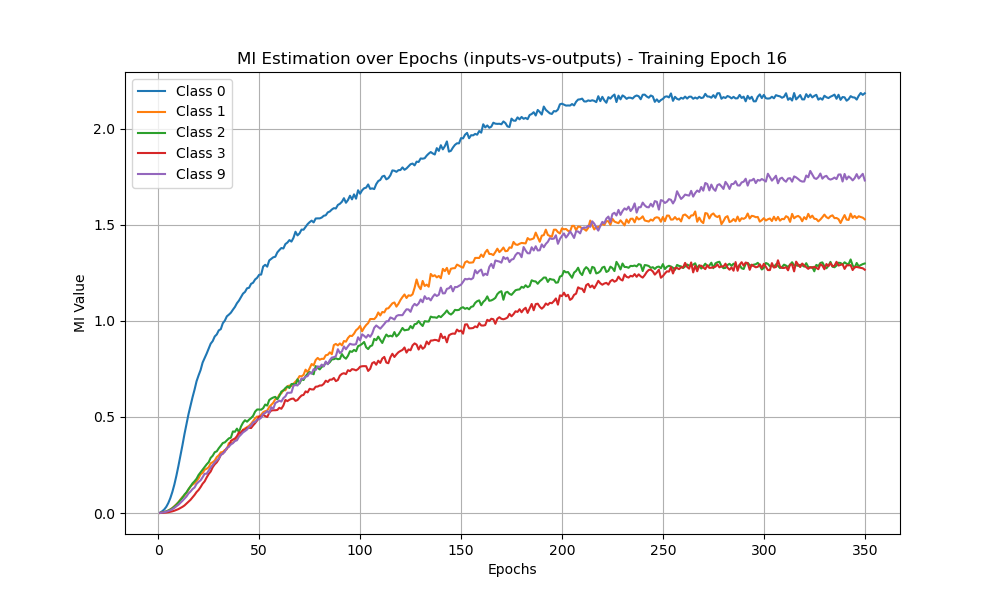 MI Estimation over Epochs (inputs-vs-outputs) - Training Epoch 16
Class 0
Class 1
Class 2
Class 3
Class 9
MI Value
2.0
1.5
1.0
0.5
0.0
0 50 100 150 200 250 300 350
Epochs